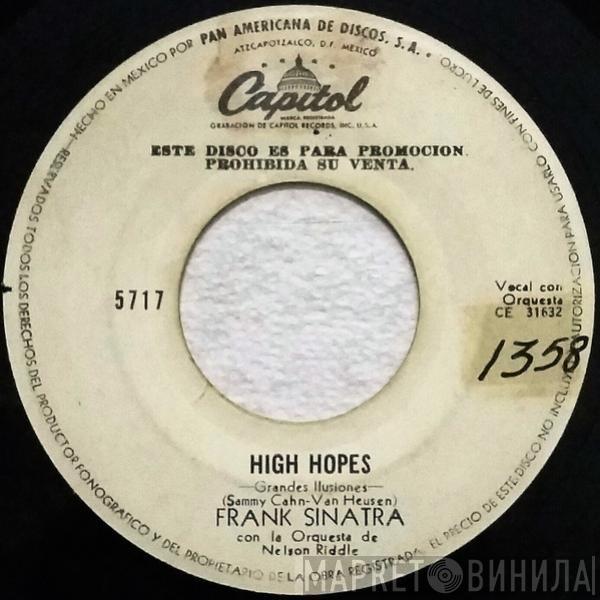 RESERVADOS TODOS LOS DERECHOS DEL PRODUCTOR FONOGRAFICO Y DEL PROPIETARIO DE LA OBRA REGISTRADA. EL PRECIO DE ESTE DISCO NO INCLUYE AUTORIZACION PARA USARLO CON FINES DE LUCRO
—HECHO EN MEXICO POR PAN AMERICANA DE DISCOS, S.A.
ATZCAPOTZALCO, D.F. MEXICO
Capitol
MARCA REGISTRADA
GRABACION DE CAPITOL RECORDS, INC. U.S.A.
ESTE DISCO ES PARA PROMOCION.
PROHIBIDA SU VENTA.
5717
Vocal con
Orquesta
CE 31632
1358
HIGH HOPES
—Grandes Ilusiones—
(Sammy Cahn-Van Heusen)
FRANK SINATRA
con la Orquesta de
Nelson Riddle
МАРКЕТ ВИНИЛА